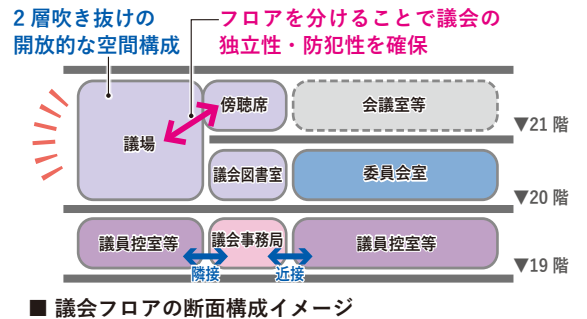 2層吹き抜けの
開放的な空間構成
フロアを分けることで議会の
独立性・防犯性を確保
議場
傍聴席
会議室等
▼21階
議会図書室
委員会室
▼20階
議員控室等
議会事務局
議員控室等
隣接
近接
▼19階
■ 議会フロアの断面構成イメージ